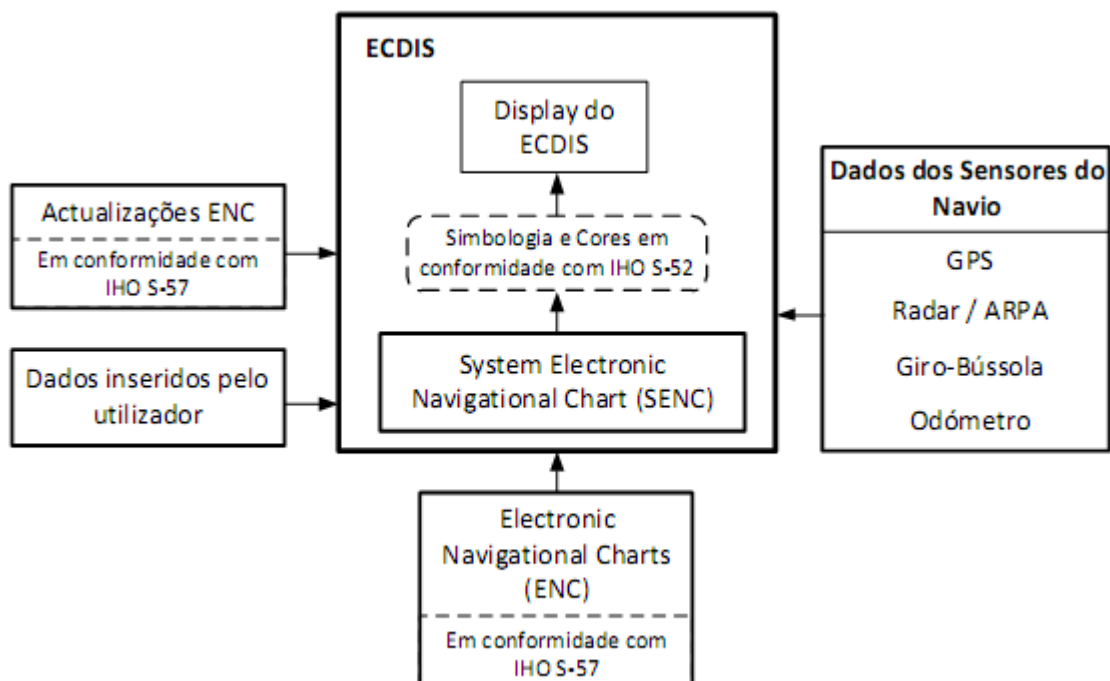 ECDIS
Display do
ECDIS
Simbologia e Cores em
conformidade com IHO S-52
System Electronic
Navigational Chart (SENC)
Actualizações ENC
Em conformidade com
IHO S-57
Dados inseridos pelo
utilizador
Dados dos Sensores do
Navio
GPS
Radar / ARPA
Giro-Bússola
Odómetro
Electronic
Navigational Charts
(ENC)
Em conformidade com
IHO S-57